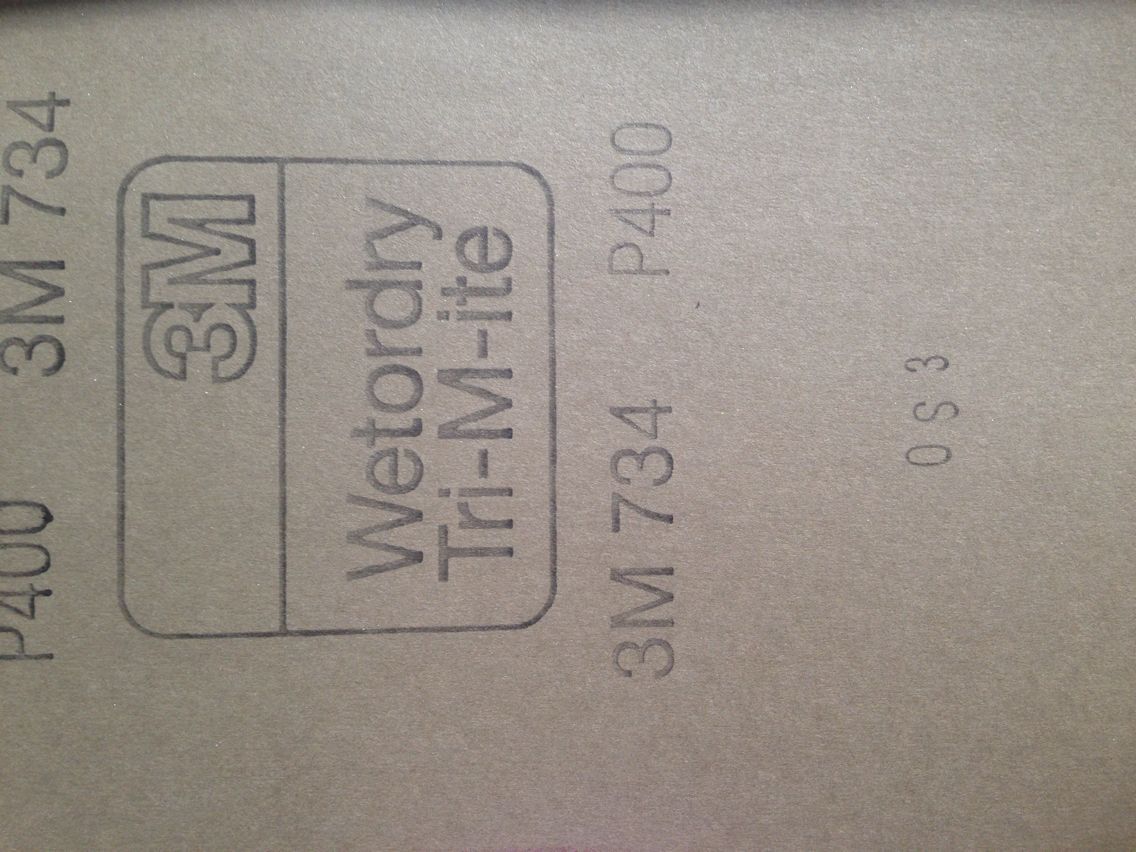 P400 3M 734
3M
Wetordry
Tri-M-ite
3M 734 P400
0S3